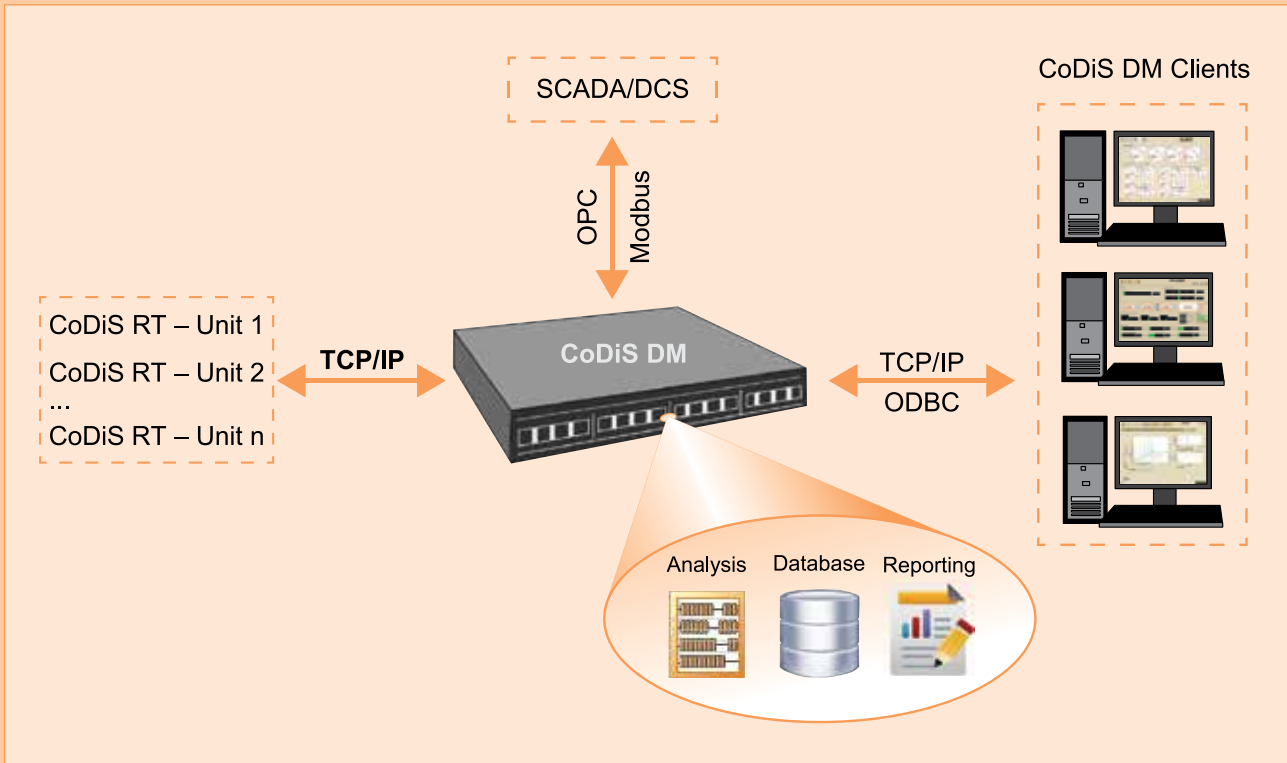 CoDiS DM Clients
SCADA/DCS
OPC
Modbus
CoDiS RT – Unit 1
CoDiS RT – Unit 2
...
CoDiS RT – Unit n
TCP/IP
CoDiS DM
TCP/IP
ODBC
Analysis
Database
Reporting